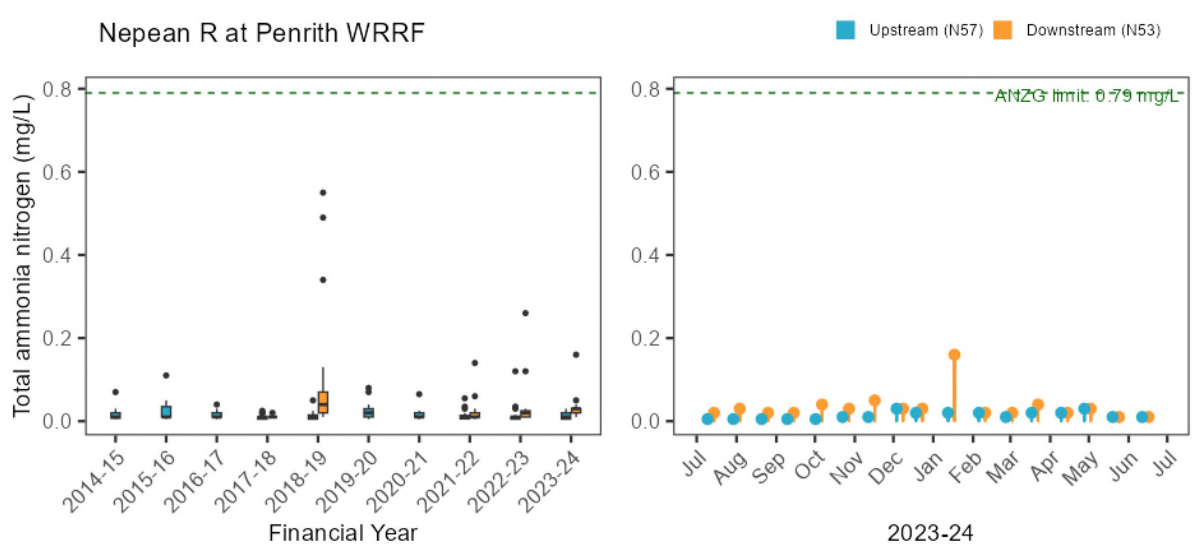 Nepean R at Penrith WRRF
Upstream (N57)
Downstream (N53)
Total ammonia nitrogen (mg/L)
0.8
0.6
0.4
0.2
0.0
2014-15
2015-16
2016-17
2017-18
2018-19
2019-20
2020-21
2021-22
2022-23
2023-24
Financial Year
ANZG limit: 0.79 mg/L
0.8
0.6
0.4
0.2
0.0
Jul
Aug
Sep
Oct
Nov
Dec
Jan
Feb
Mar
Apr
May
Jun
Jul
2023-24